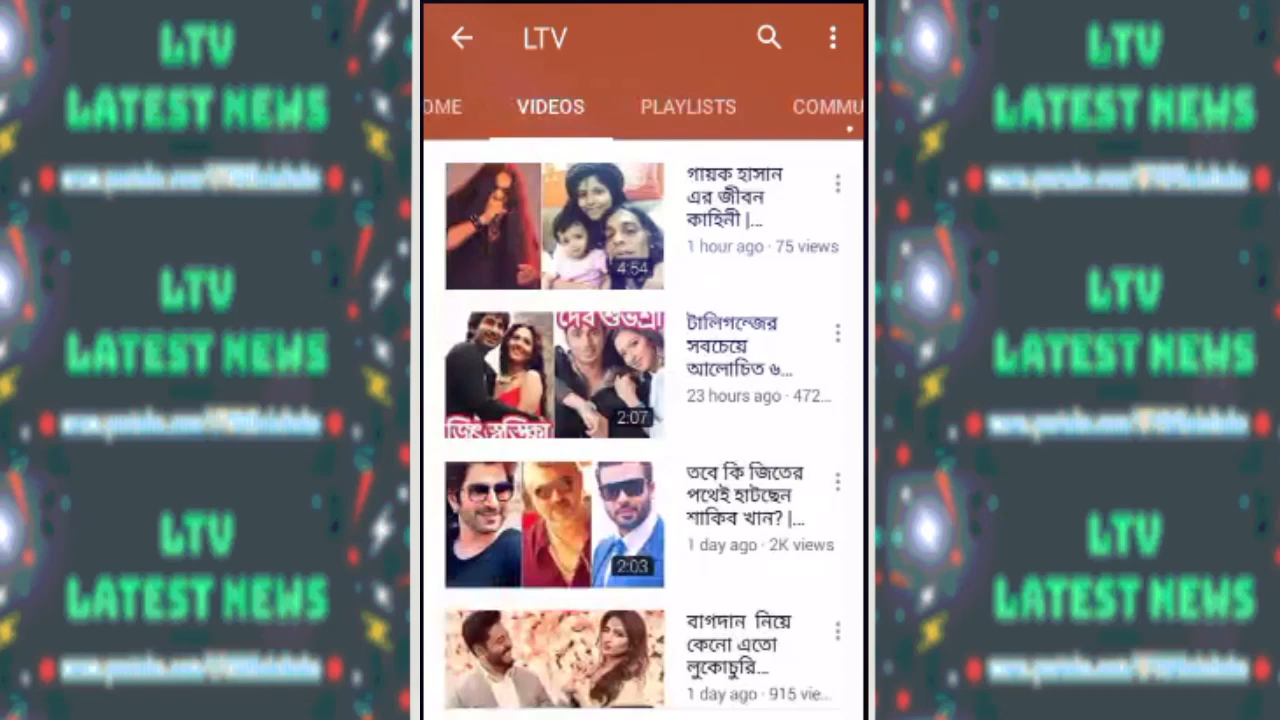 LTV
LATEST NEWS
LTV
LATEST NEWS
LTV
LATEST NEWS
LTV
OME VIDEOS PLAYLISTS COMMU
গায়ক হাসান
এর জীবন
কাহিনী |...
1 hour ago · 75 views
4:54
টালিগন্জের
সবচেয়ে
আলোচিত ৬...
23 hours ago · 472...
দেব শুভশ্রী
2:07
তবে কি জিতের
পথেই হাটছেন
শাকিব খান? |...
1 day ago · 2K views
2:03
বাগদান নিয়ে
কেনো এতো
লুকোচুরি...
1 day ago · 915 vie...
LTV
LATEST NEWS
LTV
LATEST NEWS
LTV
LATEST NEWS